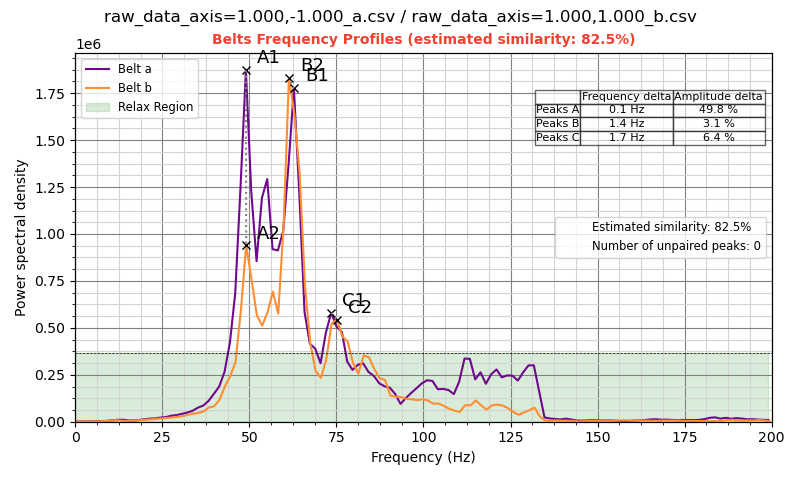 raw_data_axis=1.000,-1.000_a.csv / raw_data_axis=1.000,1.000_b.csv
Belts Frequency Profiles (estimated similarity: 82.5%)
1e6
A1
B2
B1
Belt a
Belt b
Relax Region
Frequency delta Amplitude delta
Peaks A 0.1 Hz 49.8 %
Peaks B 1.4 Hz 3.1 %
Peaks C 1.7 Hz 6.4 %
A2
Estimated similarity: 82.5%
Number of unpaired peaks: 0
C1
C2
1.75
1.50
1.25
1.00
0.75
0.50
0.25
0.00
Power spectral density
0 25 50 75 100 125 150 175 200
Frequency (Hz)